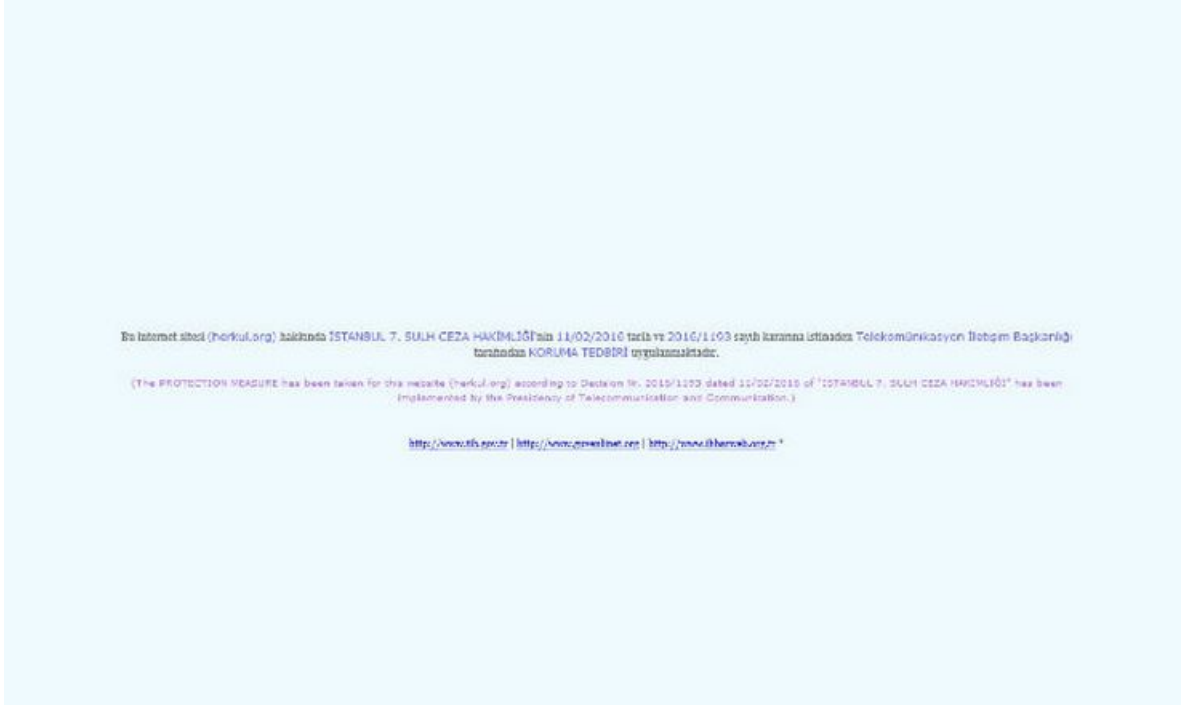 Bu internet sitesi (herkul.org) hakkında İSTANBUL 7. SULH CEZA HAKİMLİĞİ'nin 11/02/2016 tarih ve 2016/1193 sayılı kararına istinaden Telekomünikasyon İletişim Başkanlığı
tarafından KORUMA TEDBİRİ uygulanmaktadır.
(The PROTECTION MEASURE has been taken for this website (herkul.org) according to Decision Nr. 2016/1193 dated 11/02/2016 of "İSTANBUL 7. SULH CEZA HAKİMLİĞİ" has been
implemented by the Presidency of Telecommunication and Communication.)
http://www.tib.gov.tr | http://www.guvenlinet.org | http://www.ihbarweb.org.tr *